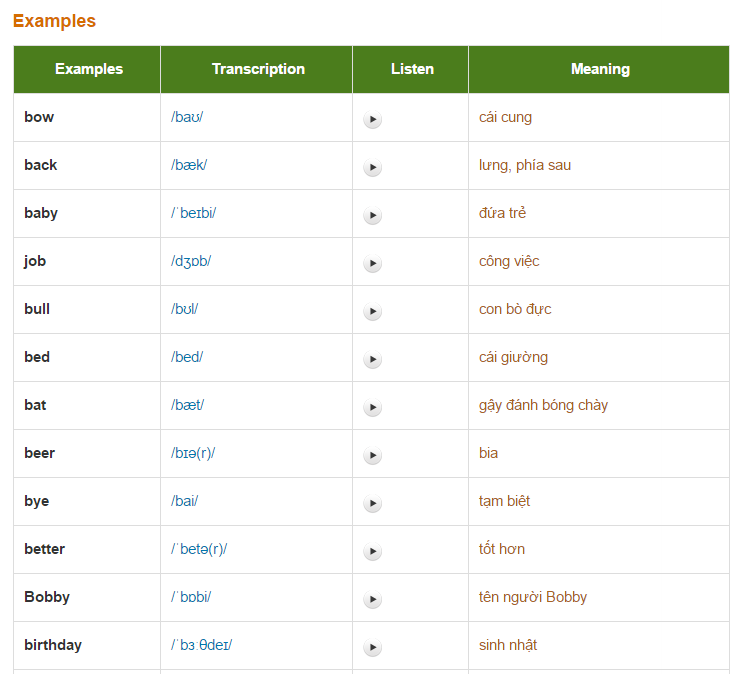 Examples
Examples Transcription Listen Meaning
bow /baʊ/ cái cung
back /bæk/ lưng, phía sau
baby /ˈbeɪbi/ đứa trẻ
job /dʒɒb/ công việc
bull /bʊl/ con bò đực
bed /bed/ cái giường
bat /bæt/ gậy đánh bóng chày
beer /bɪə(r)/ bia
bye /bai/ tạm biệt
better /ˈbetə(r)/ tốt hơn
Bobby /ˈbɒbi/ tên người Bobby
birthday /ˈbɜːθdeɪ/ sinh nhật